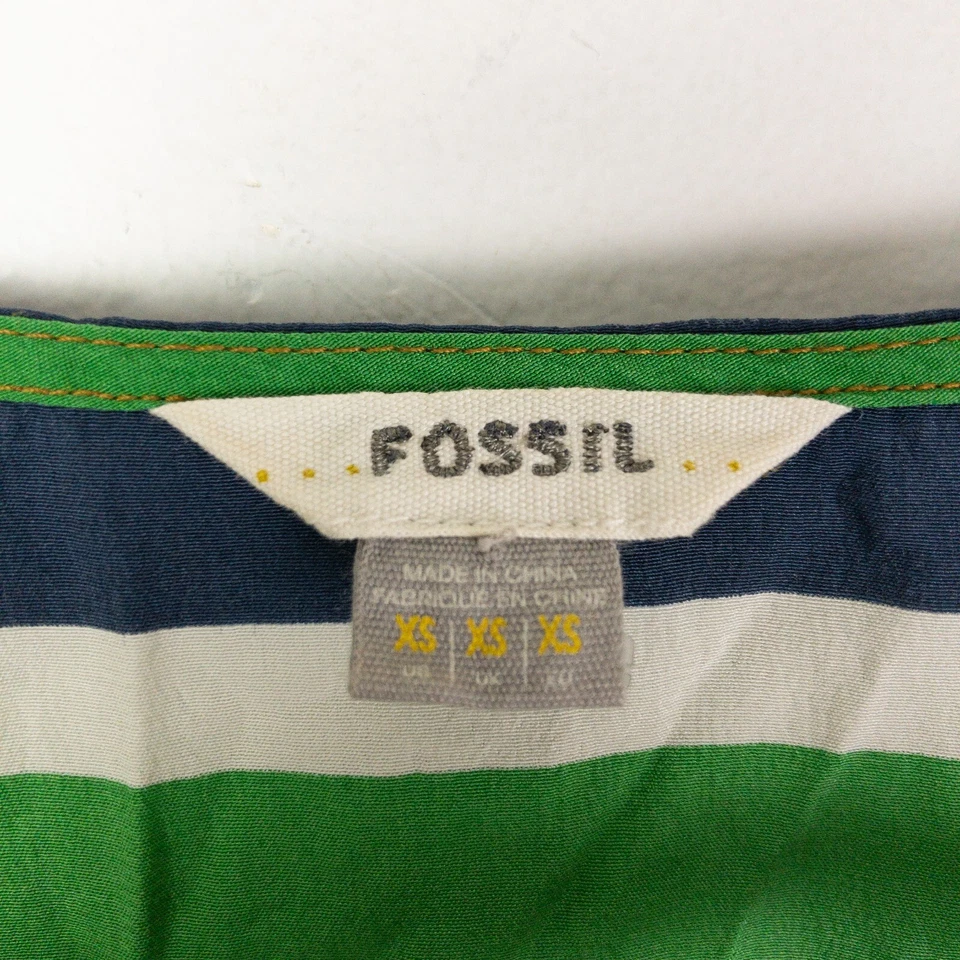 FOSSIL
MADE IN CHINA
FABRIQUE EN CHINE
XS | XS | XS
US UK EU